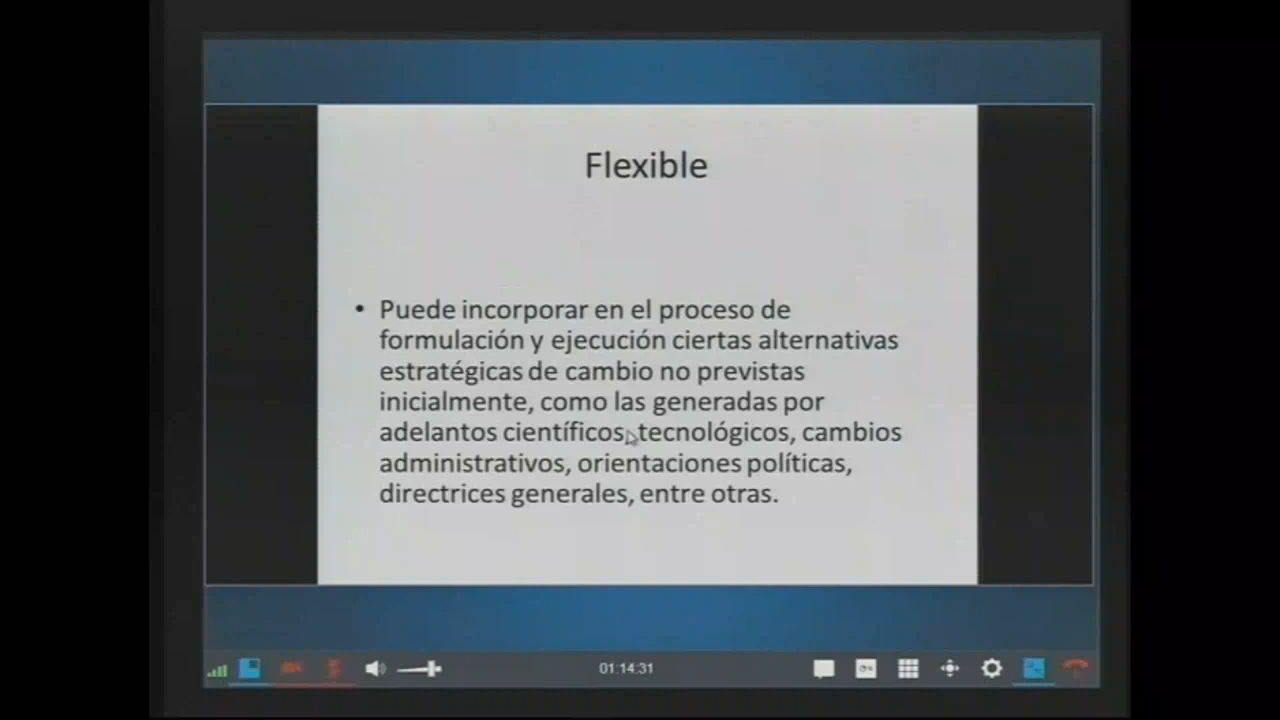 Flexible
• Puede incorporar en el proceso de
formulación y ejecución ciertas alternativas
estratégicas de cambio no previstas
inicialmente, como las generadas por
adelantos científicos, tecnológicos, cambios
administrativos, orientaciones políticas,
directrices generales, entre otras.
01:14:31